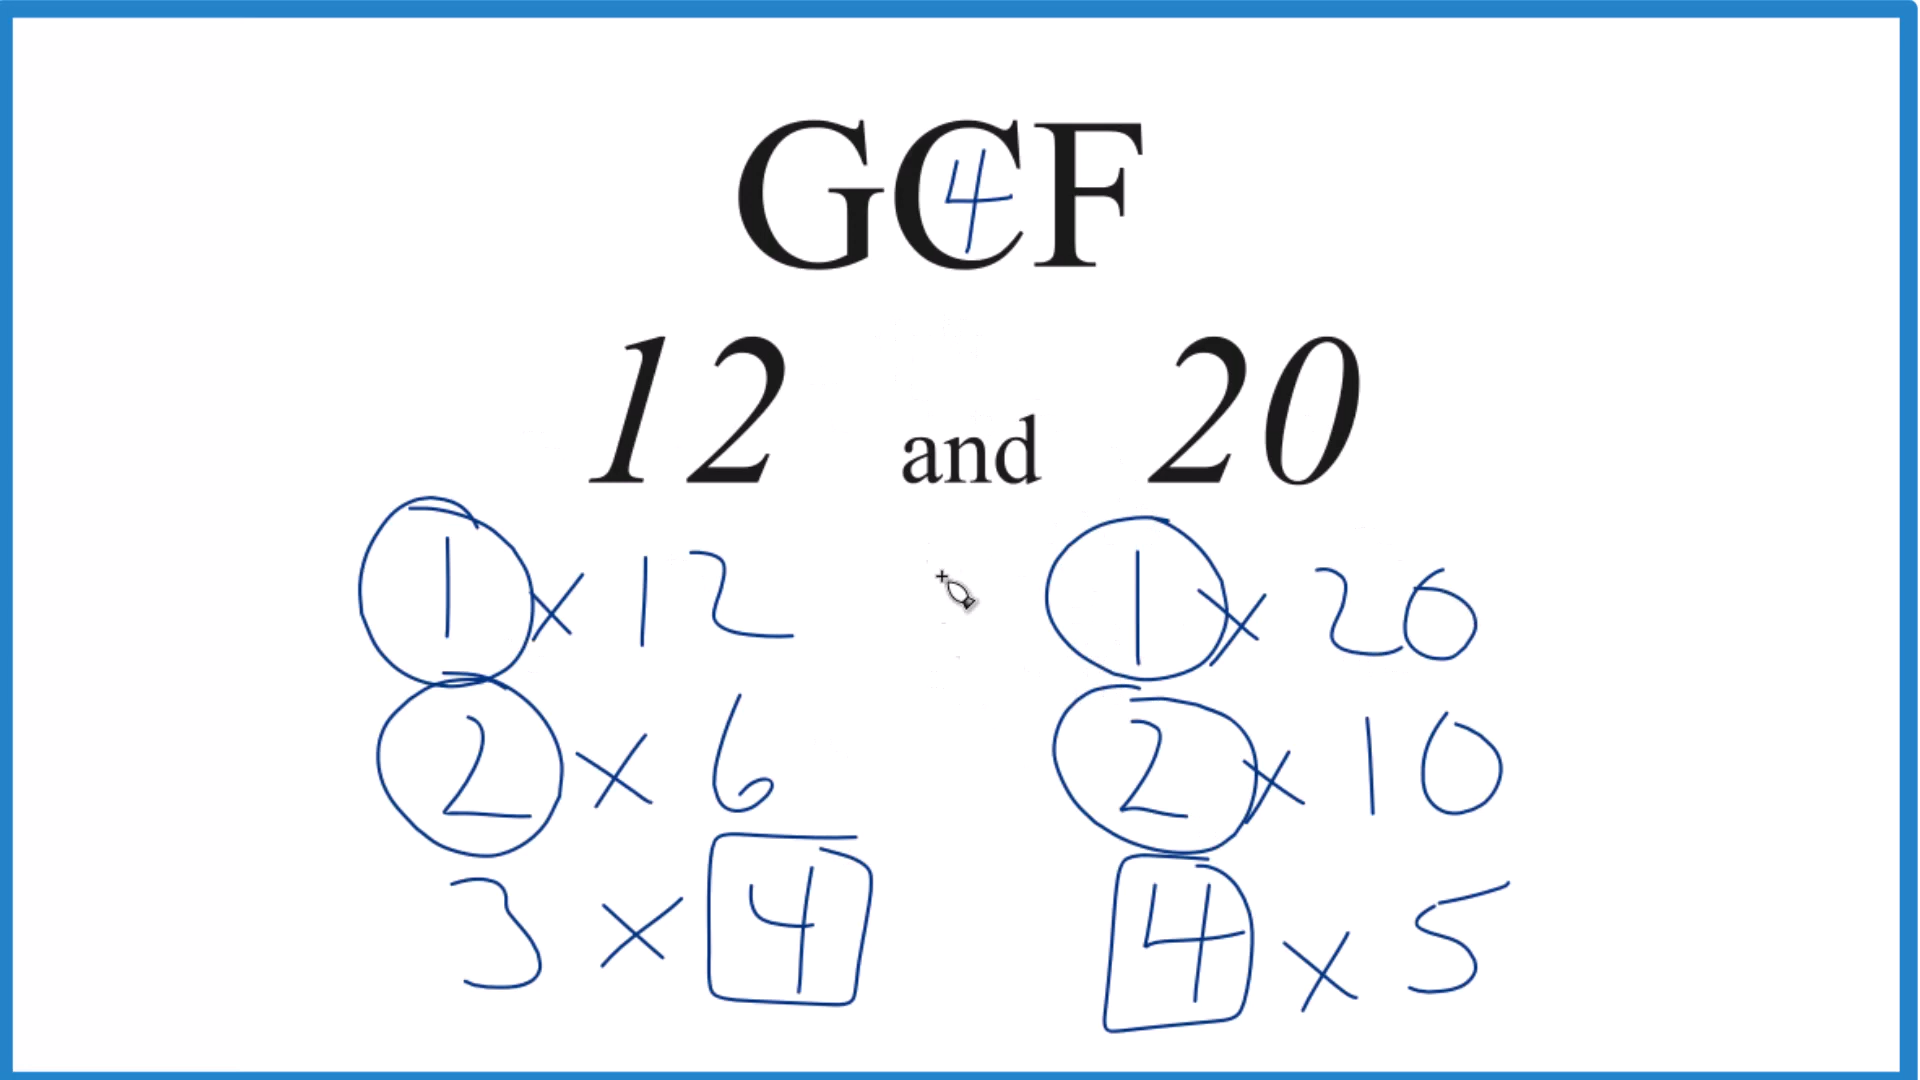 GCF
4
12 and 20
1 x 12 1 x 20
2 x 6 2 x 10
3 x 4 4 x 5